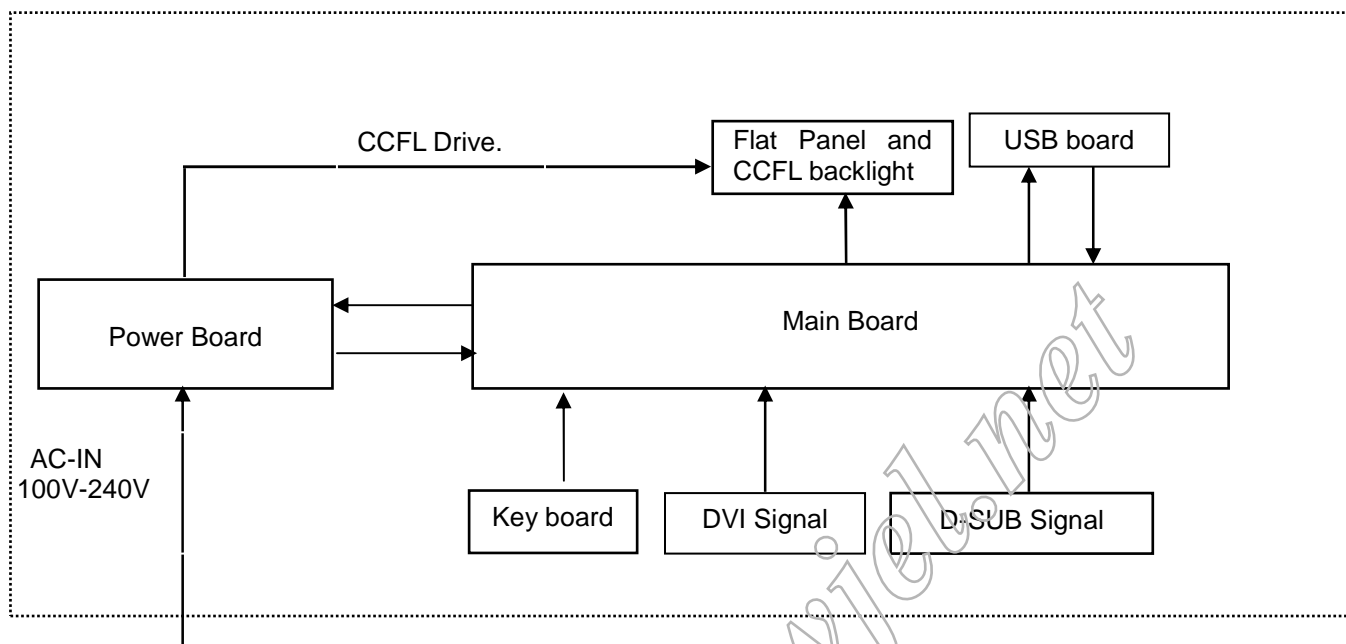 CCFL Drive.
Flat Panel and
CCFL backlight
USB board
Power Board
Main Board
AC-IN
100V-240V
Key board
DVI Signal
D-SUB Signal